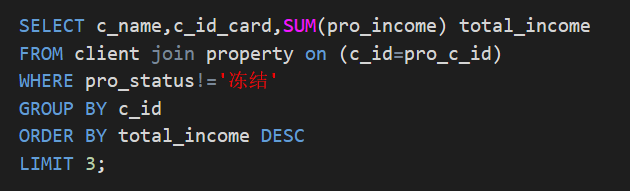 SELECT c_name,c_id_card,SUM(pro_income) total_income
FROM client join property on (c_id=pro_c_id)
WHERE pro_status!='冻结'
GROUP BY c_id
ORDER BY total_income DESC
LIMIT 3;